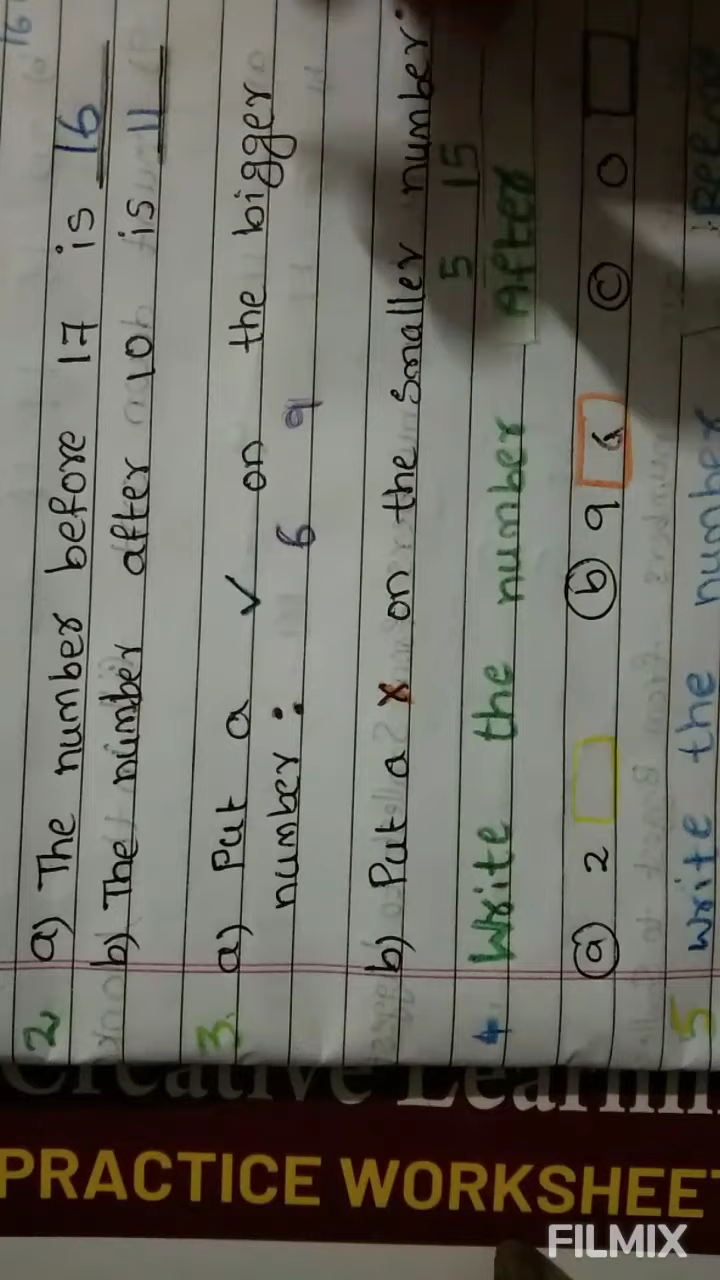 2. a) The number before 17 is 16
b) The number after 10 is 11
3. a) Put a ✓ on the bigger
number: 6 9
b) Put a x on the smaller number.
5 15
4. Write the number After
(a) 2 (b) 9 (c) 0
5 Write the number
Creative Learnin
PRACTICE WORKSHEET
FILMIX